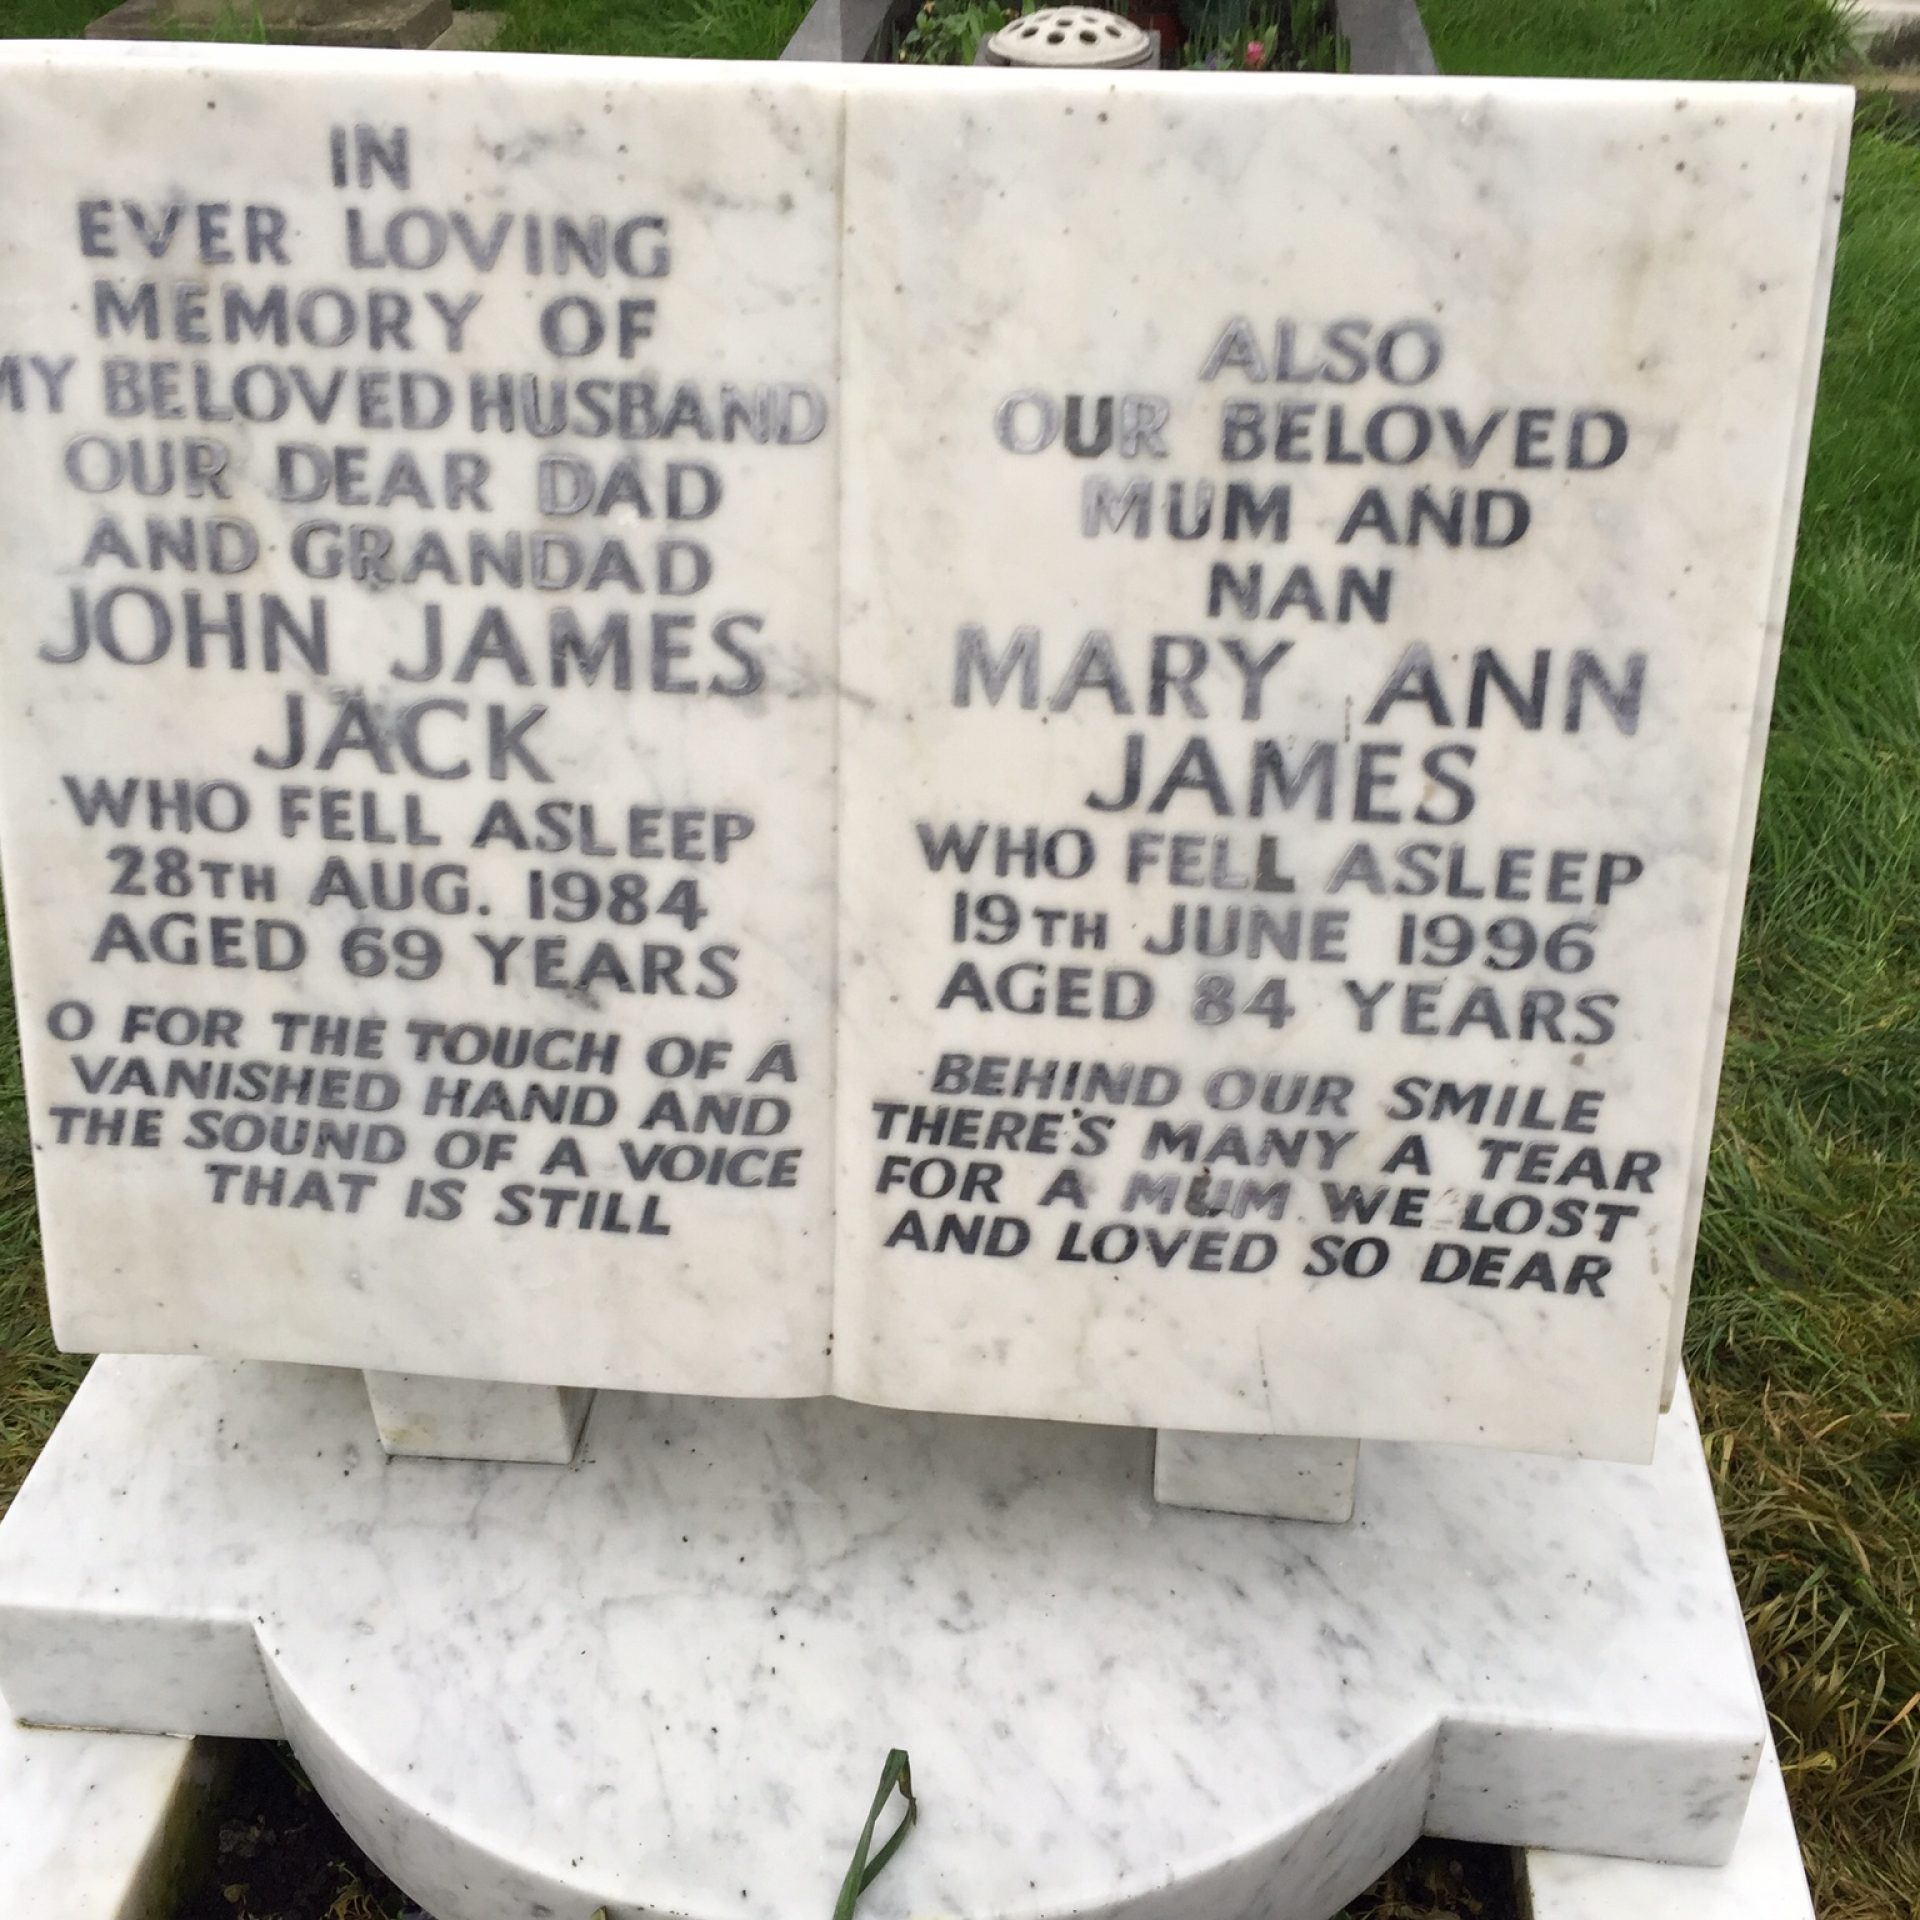 IN
EVER LOVING
MEMORY OF
MY BELOVED HUSBAND
OUR DEAR DAD
AND GRANDAD
JOHN JAMES
JACK
WHO FELL ASLEEP
28TH AUG. 1984
AGED 69 YEARS
O FOR THE TOUCH OF A
VANISHED HAND AND
THE SOUND OF A VOICE
THAT IS STILL
ALSO
OUR BELOVED
MUM AND
NAN
MARY ANN
JAMES
WHO FELL ASLEEP
19TH JUNE 1996
AGED 84 YEARS
BEHIND OUR SMILE
THERE'S MANY A TEAR
FOR A MUM WE LOST
AND LOVED SO DEAR